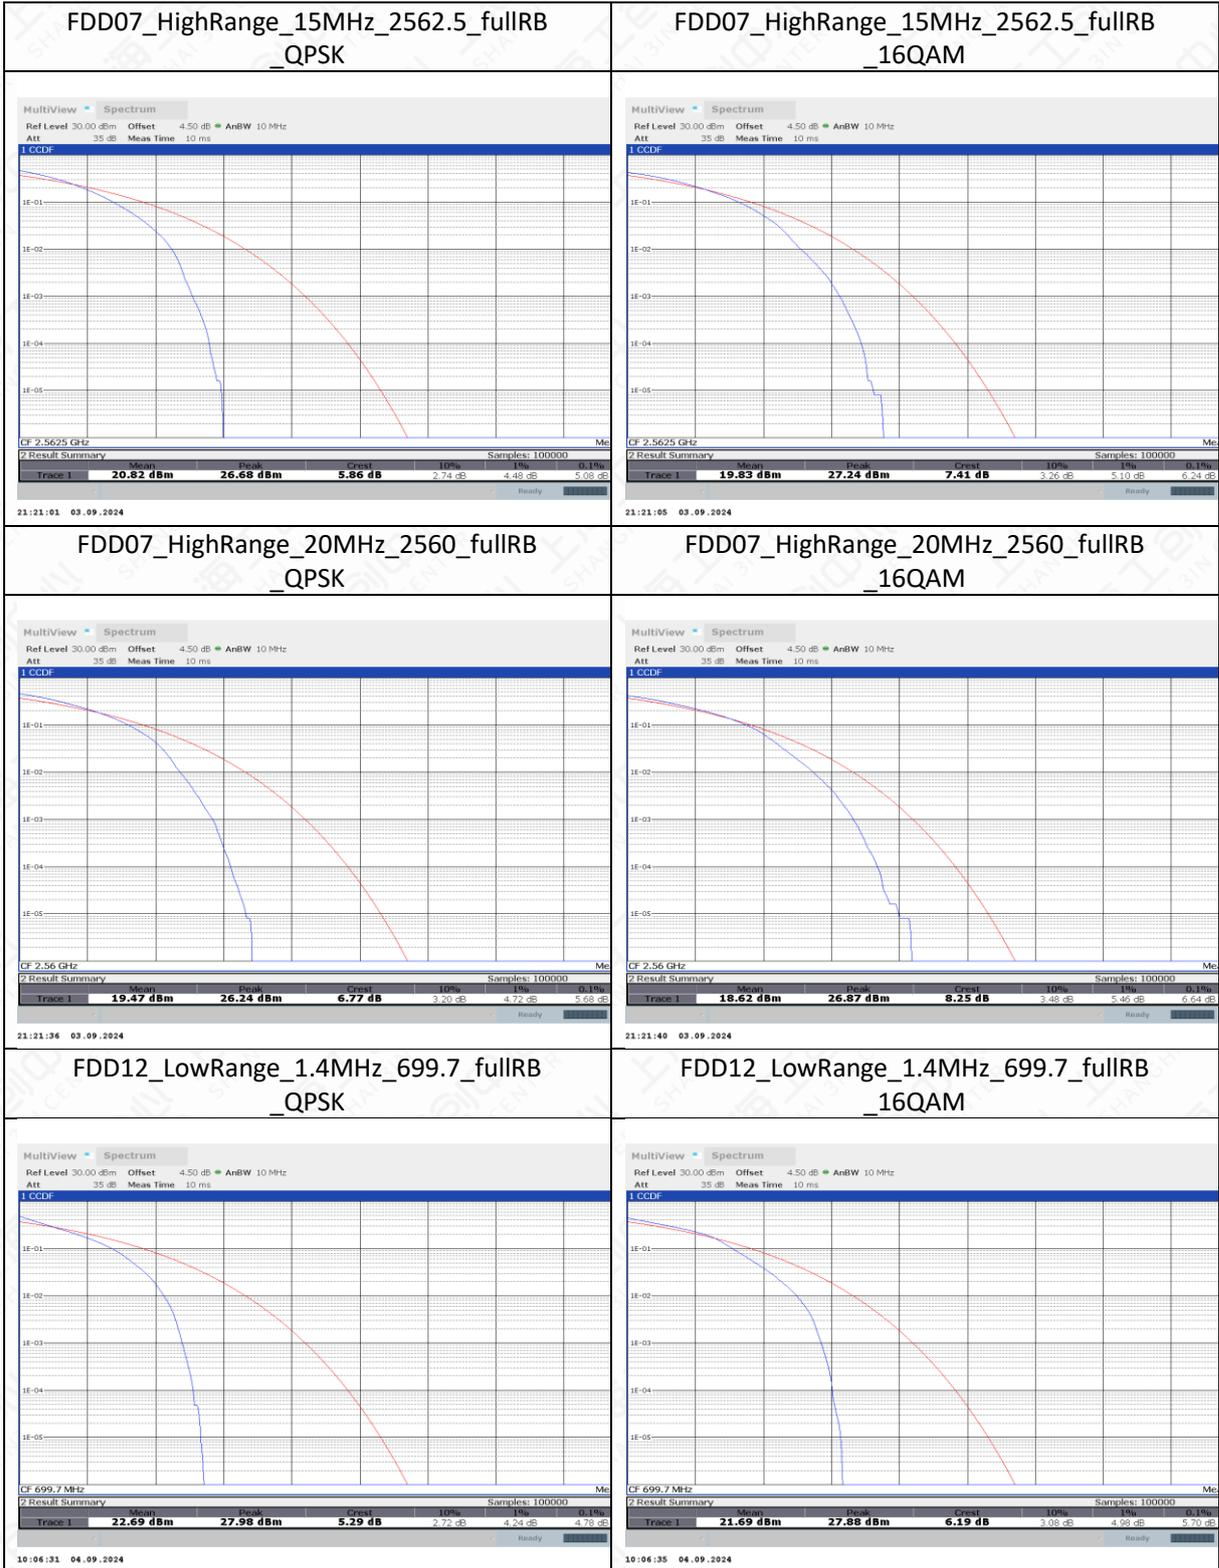 FDD07_HighRange_15MHz_2562.5_fullRB
_QPSK
MultiView Spectrum
Ref Level 30.00 dBm Offset 4.50 dB AnBW 10 MHz
Att 35 dB Meas Time 10 ms
1 CCDF
1E-01
1E-02
1E-03
1E-04
1E-05
CF 2.5625 GHz Me
2 Result Summary Samples: 100000
Mean Peak Crest 10% 1% 0.1%
Trace 1 20.82 dBm 26.68 dBm 5.86 dB 2.74 dB 4.48 dB 5.08 dB
Ready
21:21:01 03.09.2024
FDD07_HighRange_15MHz_2562.5_fullRB
_16QAM
MultiView Spectrum
Ref Level 30.00 dBm Offset 4.50 dB AnBW 10 MHz
Att 35 dB Meas Time 10 ms
1 CCDF
1E-01
1E-02
1E-03
1E-04
1E-05
CF 2.5625 GHz Me
2 Result Summary Samples: 100000
Mean Peak Crest 10% 1% 0.1%
Trace 1 19.83 dBm 27.24 dBm 7.41 dB 3.26 dB 5.10 dB 6.24 dB
Ready
21:21:05 03.09.2024
FDD07_HighRange_20MHz_2560_fullRB
_QPSK
MultiView Spectrum
Ref Level 30.00 dBm Offset 4.50 dB AnBW 10 MHz
Att 35 dB Meas Time 10 ms
1 CCDF
1E-01
1E-02
1E-03
1E-04
1E-05
CF 2.56 GHz Me
2 Result Summary Samples: 100000
Mean Peak Crest 10% 1% 0.1%
Trace 1 19.47 dBm 26.24 dBm 6.77 dB 3.20 dB 4.72 dB 5.68 dB
Ready
21:21:36 03.09.2024
FDD07_HighRange_20MHz_2560_fullRB
_16QAM
MultiView Spectrum
Ref Level 30.00 dBm Offset 4.50 dB AnBW 10 MHz
Att 35 dB Meas Time 10 ms
1 CCDF
1E-01
1E-02
1E-03
1E-04
1E-05
CF 2.56 GHz Me
2 Result Summary Samples: 100000
Mean Peak Crest 10% 1% 0.1%
Trace 1 18.62 dBm 26.87 dBm 8.25 dB 3.48 dB 5.46 dB 6.64 dB
Ready
21:21:40 03.09.2024
FDD12_LowRange_1.4MHz_699.7_fullRB
_QPSK
MultiView Spectrum
Ref Level 30.00 dBm Offset 4.50 dB AnBW 10 MHz
Att 35 dB Meas Time 10 ms
1 CCDF
1E-01
1E-02
1E-03
1E-04
1E-05
CF 699.7 MHz Me
2 Result Summary Samples: 100000
Mean Peak Crest 10% 1% 0.1%
Trace 1 22.69 dBm 27.98 dBm 5.29 dB 2.72 dB 4.24 dB 4.78 dB
Ready
10:06:31 04.09.2024
FDD12_LowRange_1.4MHz_699.7_fullRB
_16QAM
MultiView Spectrum
Ref Level 30.00 dBm Offset 4.50 dB AnBW 10 MHz
Att 35 dB Meas Time 10 ms
1 CCDF
1E-01
1E-02
1E-03
1E-04
1E-05
CF 699.7 MHz Me
2 Result Summary Samples: 100000
Mean Peak Crest 10% 1% 0.1%
Trace 1 21.69 dBm 27.88 dBm 6.19 dB 3.08 dB 4.98 dB 5.70 dB
Ready
10:06:35 04.09.2024